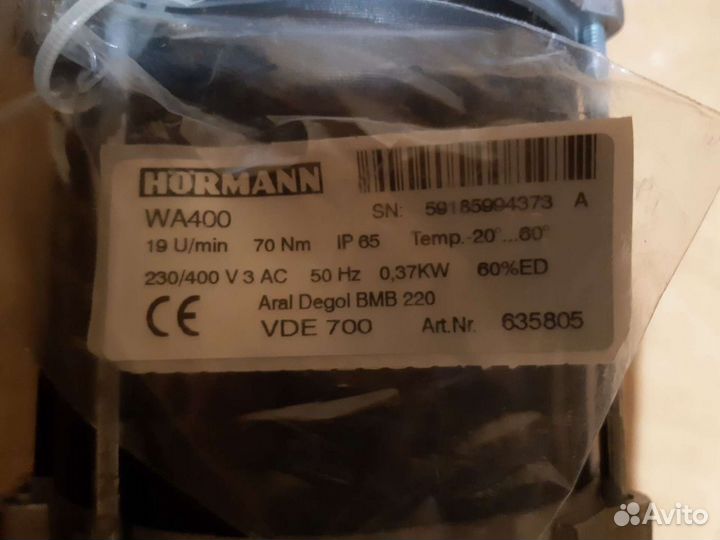 HÖRMANN
WA400
SN: 59185994373 A
19 U/min 70 Nm IP 65 Temp.-20°...60°
230/400 V 3 AC 50 Hz 0,37KW 60%ED
Aral Degol BMB 220
CE VDE 700 Art.Nr. 635805
Avito